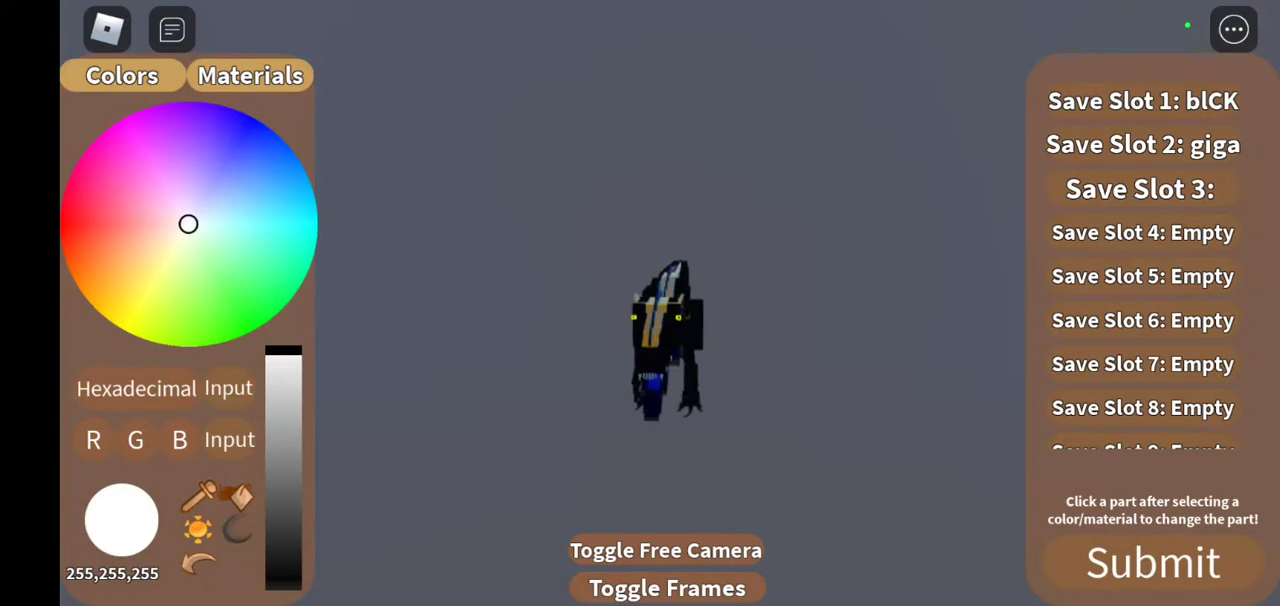 Colors
Materials
Hexadecimal
Input
R G B
Input
255,255,255
Toggle Free Camera
Toggle Frames
Save Slot 1: blCK
Save Slot 2: giga
Save Slot 3:
Save Slot 4: Empty
Save Slot 5: Empty
Save Slot 6: Empty
Save Slot 7: Empty
Save Slot 8: Empty
Click a part after selecting a
color/material to change the part!
Submit